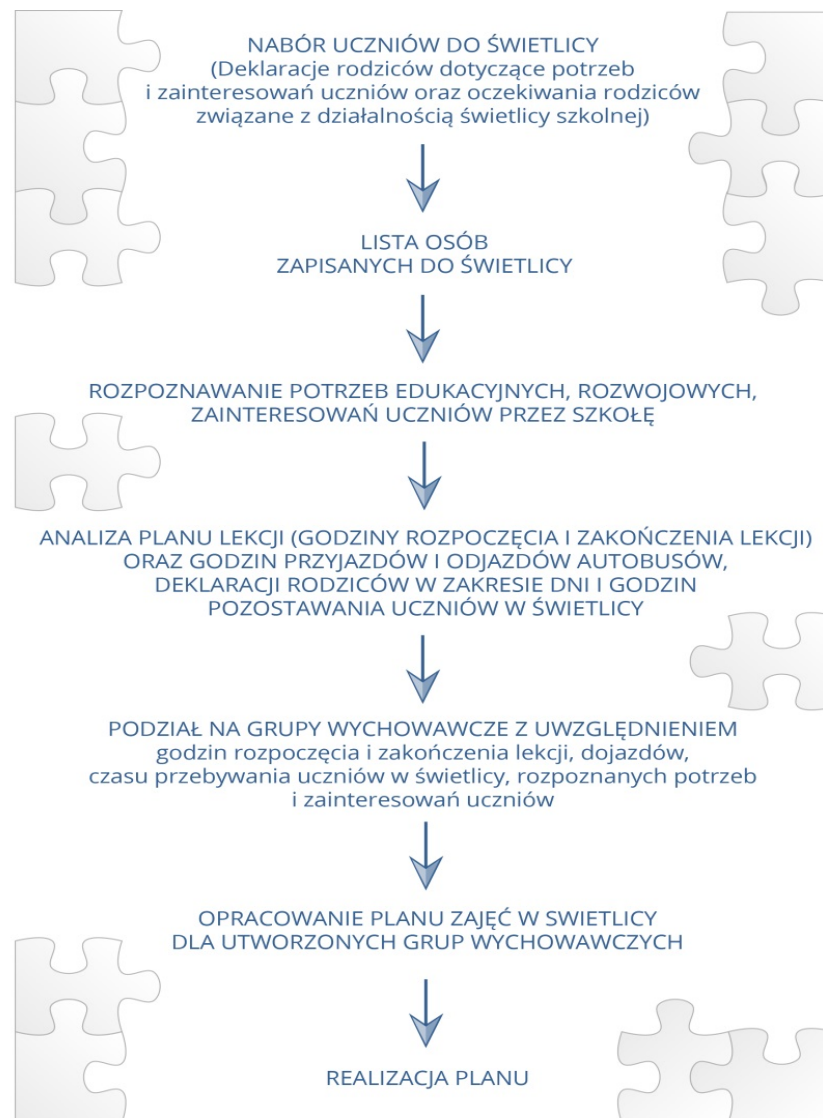 NABÓR UCZNIÓW DO ŚWIETLICY
(Deklaracje rodziców dotyczące potrzeb
i zainteresowań uczniów oraz oczekiwania rodziców
związane z działalnością świetlicy szkolnej)
LISTA OSÓB
ZAPISANYCH DO ŚWIETLICY
ROZPOZNAWANIE POTRZEB EDUKACYJNYCH, ROZWOJOWYCH,
ZAINTERESOWAŃ UCZNIÓW PRZEZ SZKOŁĘ
ANALIZA PLANU LEKCJI (GODZINY ROZPOCZĘCIA I ZAKOŃCZENIA LEKCJI)
ORAZ GODZIN PRZYJAZDÓW I ODJAZDÓW AUTOBUSÓW,
DEKLARACJI RODZICÓW W ZAKRESIE DNI I GODZIN
POZOSTAWANIA UCZNIÓW W ŚWIETLICY
PODZIAŁ NA GRUPY WYCHOWAWCZE Z UWZGLĘDNIENIEM
godzin rozpoczęcia i zakończenia lekcji, dojazdów,
czasu przebywania uczniów w świetlicy, rozpoznanych potrzeb
i zainteresowań uczniów
OPRACOWANIE PLANU ZAJĘĆ W SWIETLICY
DLA UTWORZONYCH GRUP WYCHOWAWCZYCH
REALIZACJA PLANU